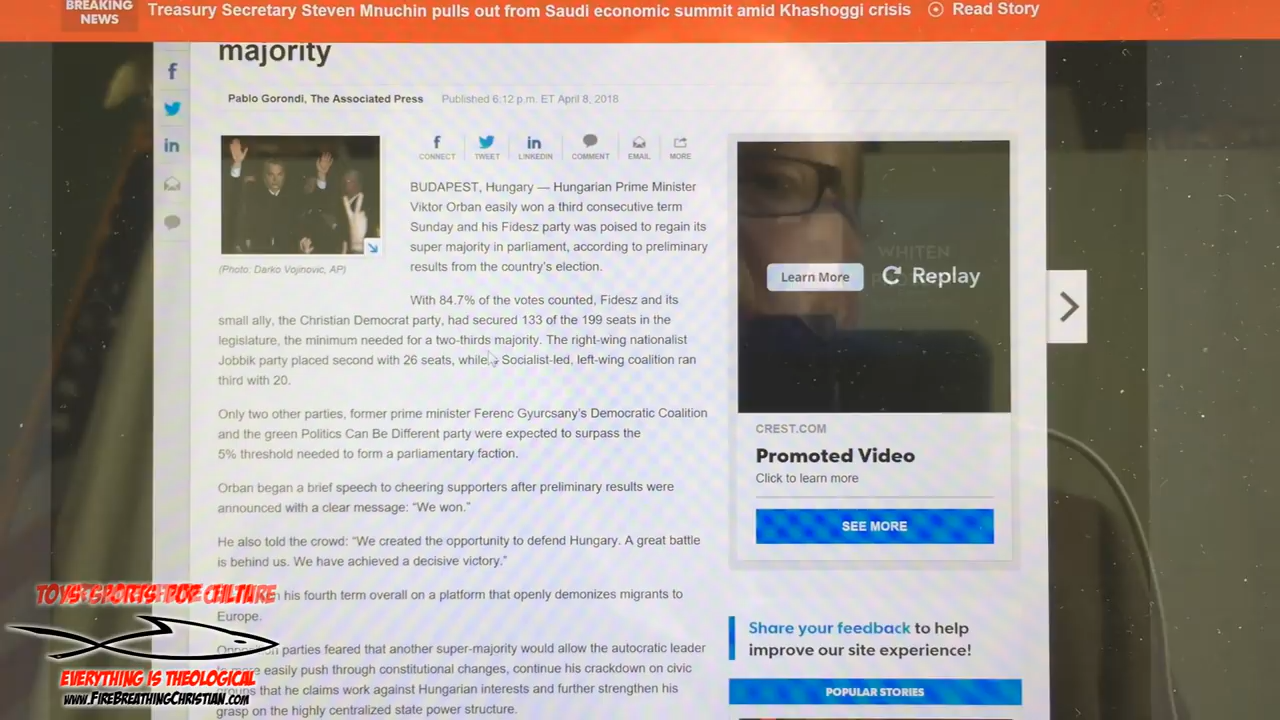 BREAKING
NEWS
Treasury Secretary Steven Mnuchin pulls out from Saudi economic summit amid Khashoggi crisis
Read Story
majority
Pablo Gorondi, The Associated Press Published 6:12 p.m. ET April 8, 2018
(Photo: Darko Vojinovic, AP)
CONNECT TWEET LINKEDIN COMMENT EMAIL MORE
BUDAPEST, Hungary — Hungarian Prime Minister
Viktor Orban easily won a third consecutive term
Sunday and his Fidesz party was poised to regain its
super majority in parliament, according to preliminary
results from the country's election.
With 84.7% of the votes counted, Fidesz and its
small ally, the Christian Democrat party, had secured 133 of the 199 seats in the
legislature, the minimum needed for a two-thirds majority. The right-wing nationalist
Jobbik party placed second with 26 seats, while Socialist-led, left-wing coalition ran
third with 20.
Only two other parties, former prime minister Ferenc Gyurcsany's Democratic Coalition
and the green Politics Can Be Different party were expected to surpass the
5% threshold needed to form a parliamentary faction.
Orban began a brief speech to cheering supporters after preliminary results were
announced with a clear message: “We won.”
He also told the crowd: “We created the opportunity to defend Hungary. A great battle
is behind us. We have achieved a decisive victory.”
his fourth term overall on a platform that openly demonizes migrants to
Europe.
parties feared that another super-majority would allow the autocratic leader
easily push through constitutional changes, continue his crackdown on civic
that he claims work against Hungarian interests and further strengthen his
grasp on the highly centralized state power structure.
WHITEN
Learn More
Replay
CREST.COM
Promoted Video
Click to learn more
SEE MORE
Share your feedback to help
improve our site experience!
POPULAR STORIES
TOYS SPORTS POP CULTURE
EVERYTHING IS THEOLOGICAL
www.FireBreathingChristian.com